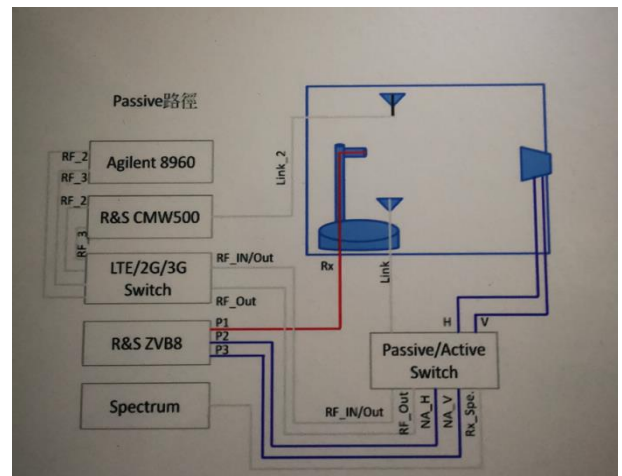 Passive路徑
RF_2
Agilent 8960
RF_3
RF_2
R&S CMW500
Link_2
RF_3
LTE/2G/3G
Switch
RF_IN/Out
RF_Out
Rx
Link
R&S ZVB8
P1
P2
P3
H
V
Passive/Active
Switch
Spectrum
RF_IN/Out
RF_Out
NA_H
NA_V
Rx_Spe.